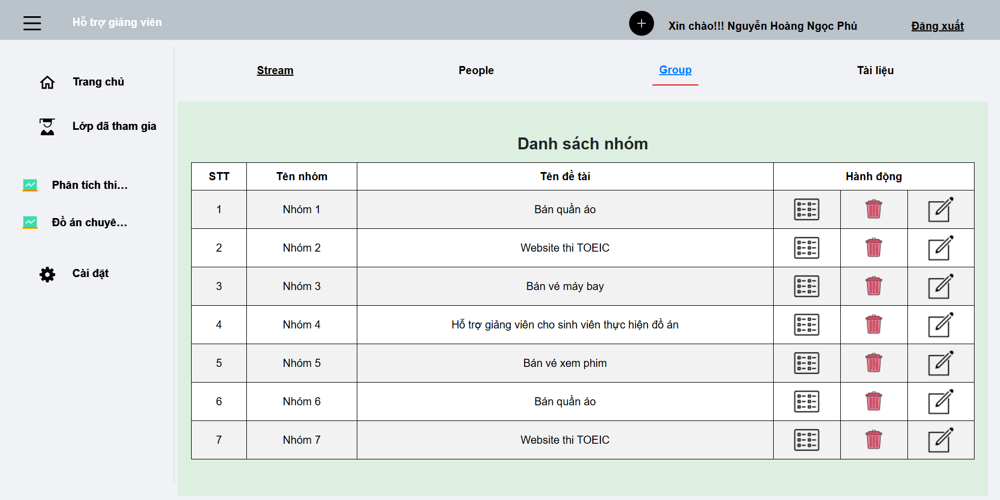 Hỗ trợ giảng viên
Xin chào!!! Nguyễn Hoàng Ngọc Phú
Đăng xuất
Trang chủ
Lớp đã tham gia
Phân tích thi...
Đồ án chuyê...
Cài đặt
Stream People Group Tài liệu
Danh sách nhóm
STT Tên nhóm Tên đề tài Hành động
1 Nhóm 1 Bán quần áo
2 Nhóm 2 Website thi TOEIC
3 Nhóm 3 Bán vé máy bay
4 Nhóm 4 Hỗ trợ giảng viên cho sinh viên thực hiện đồ án
5 Nhóm 5 Bán vé xem phim
6 Nhóm 6 Bán quần áo
7 Nhóm 7 Website thi TOEIC